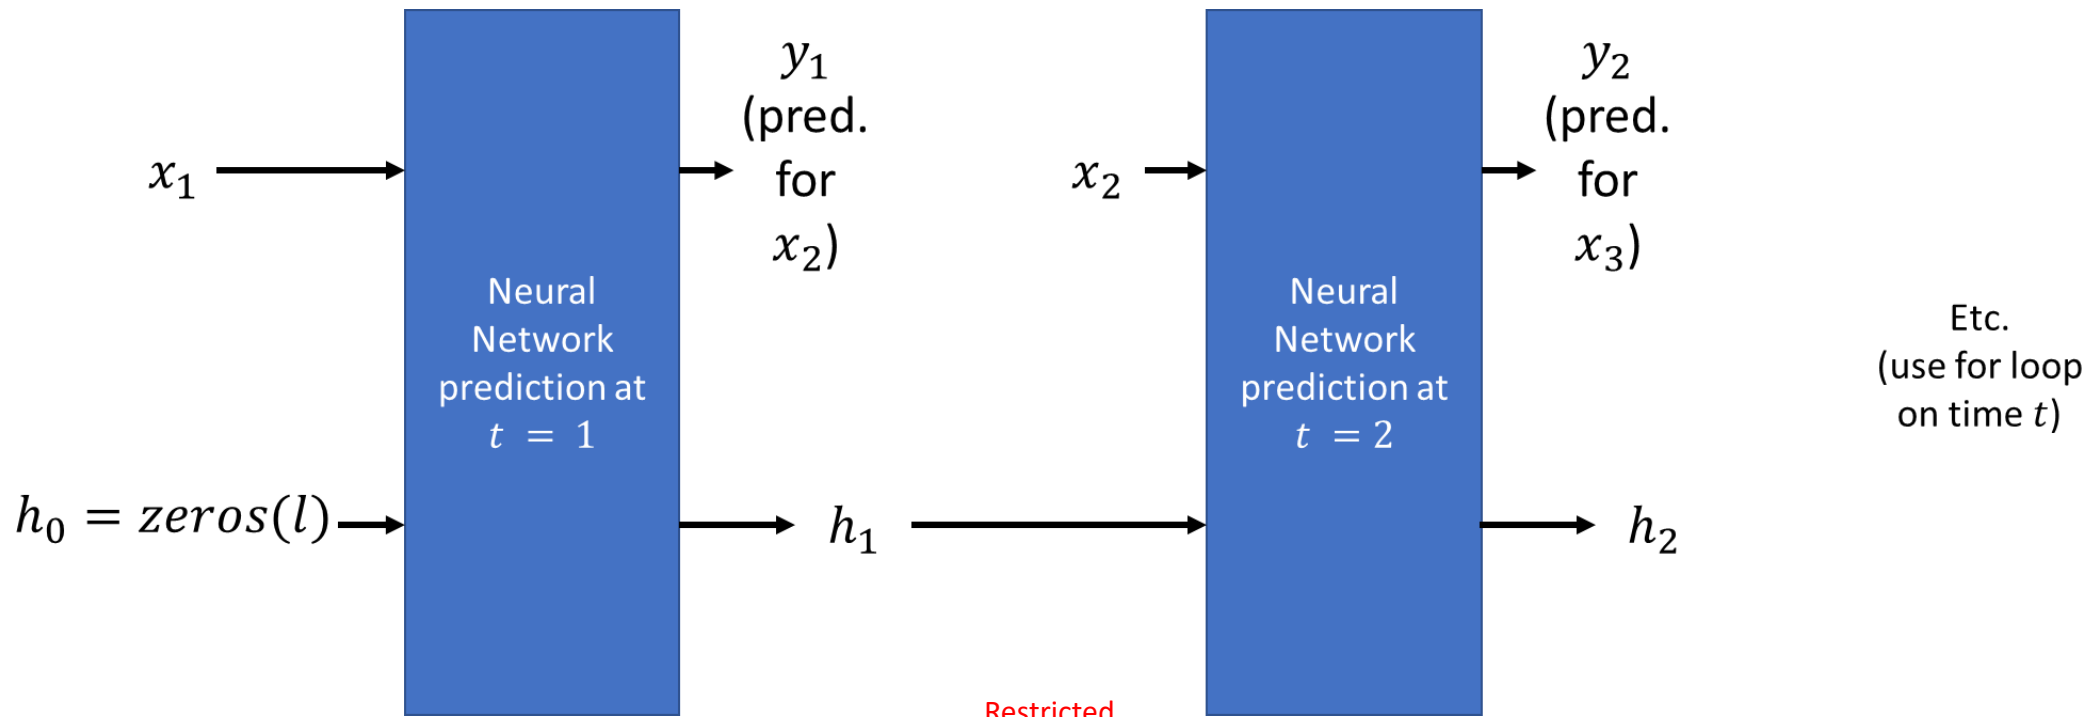 x₁
h₀ = zeros(l)
Neural
Network
prediction at
t = 1
y₁
(pred.
for
x₂)
h₁
x₂
Neural
Network
prediction at
t = 2
y₂
(pred.
for
x₃)
h₂
Etc.
(use for loop
on time t)
Restricted